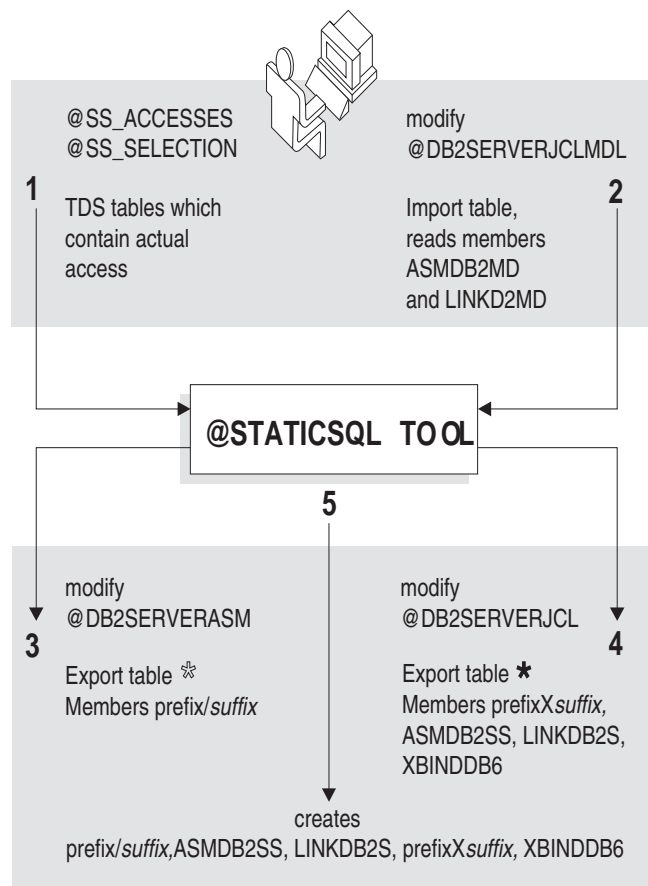 @SS_ACCESSES
@SS_SELECTION
1
TDS tables which
contain actual
access
modify
@DB2SERVERJCLMDL
2
Import table,
reads members
ASMDB2MD
and LINKD2MD
@STATICSQL TOOL
5
modify
@DB2SERVERASM
3
Export table ☆
Members prefix/suffix
modify
@DB2SERVERJCL
4
Export table ★
Members prefixXsuffix,
ASMDB2SS, LINKDB2S,
XBINDDB6
creates
prefix/suffix,ASMDB2SS, LINKDB2S, prefixXsuffix, XBINDDB6